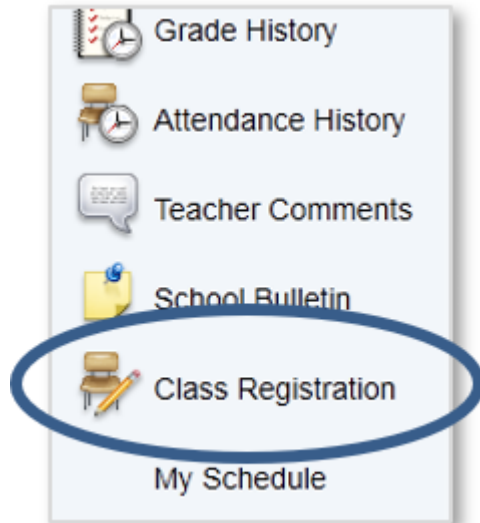 Grade History
Attendance History
Teacher Comments
School Bulletin
Class Registration
My Schedule